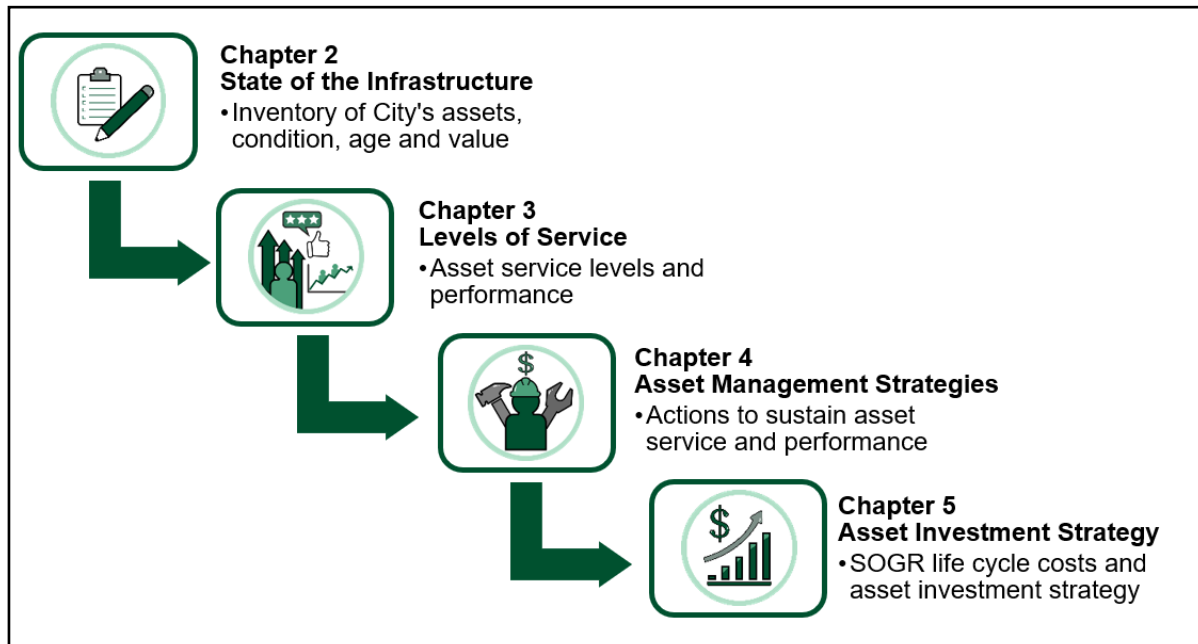 Chapter 2
State of the Infrastructure
•Inventory of City's assets,
condition, age and value
Chapter 3
Levels of Service
•Asset service levels and
performance
$
Chapter 4
Asset Management Strategies
•Actions to sustain asset
service and performance
$
Chapter 5
Asset Investment Strategy
•SOGR life cycle costs and
asset investment strategy